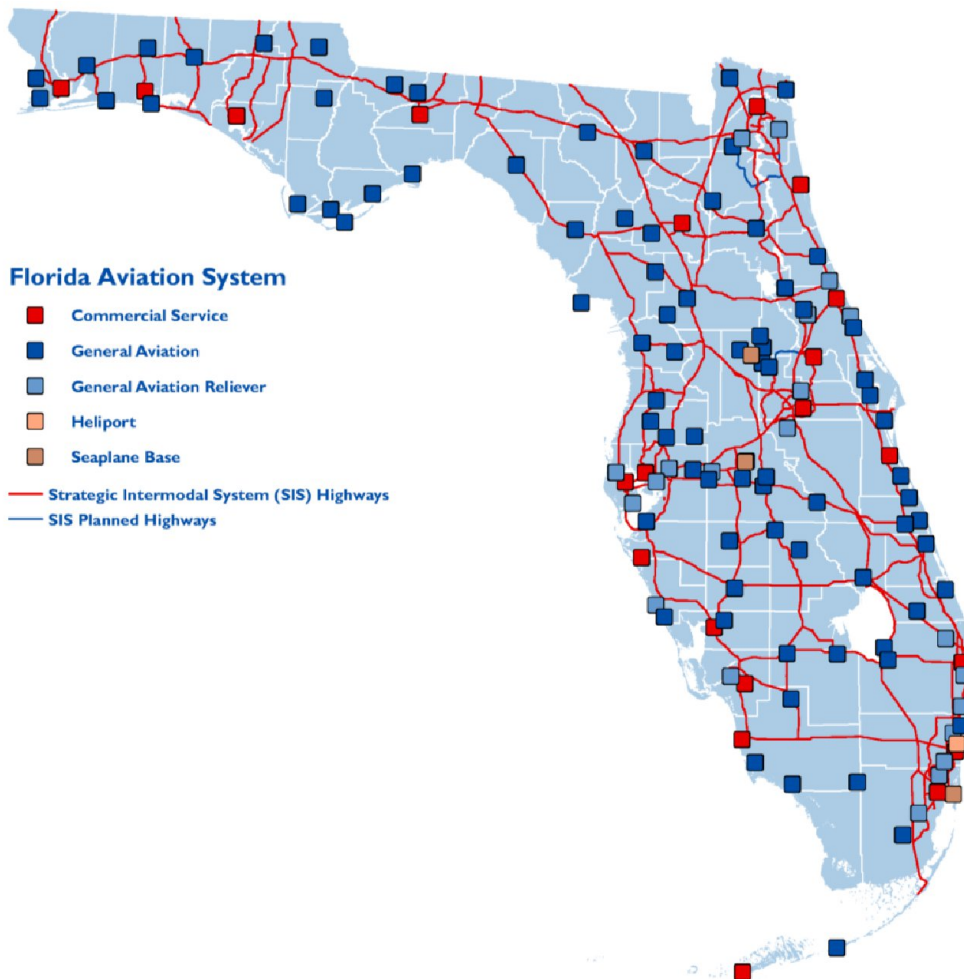 Florida Aviation System
Commercial Service
General Aviation
General Aviation Reliever
Heliport
Seaplane Base
Strategic Intermodal System (SIS) Highways
SIS Planned Highways